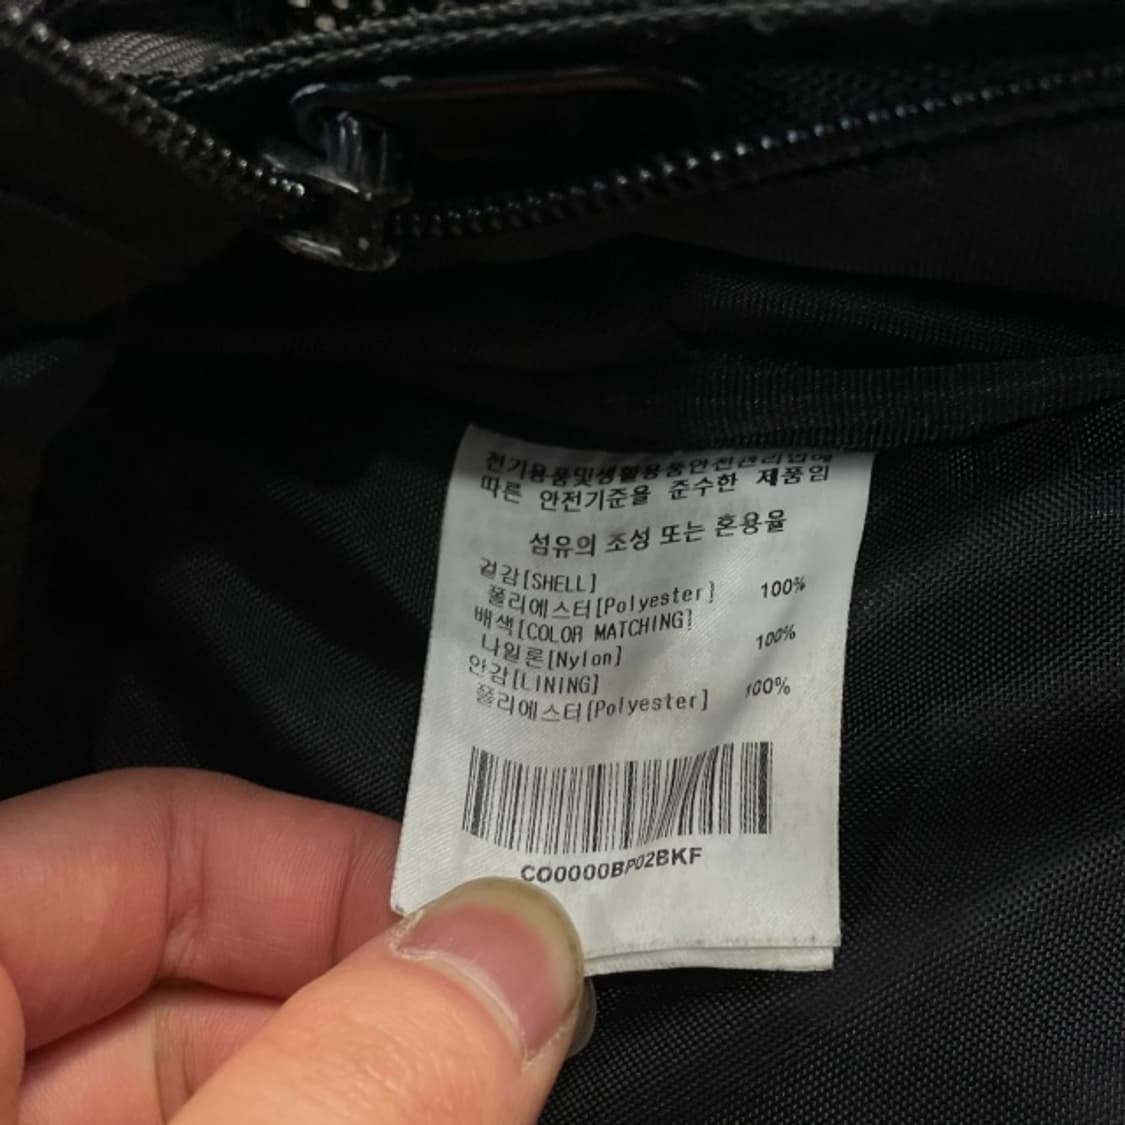 전기용품및생활용품안전관리법에
따른 안전기준을 준수한 제품임
섬유의 조성 또는 혼용율
겉감[SHELL]
폴리에스터[Polyester] 100%
배색[COLOR MATCHING]
나일론[Nylon] 100%
안감[LINING]
폴리에스터[Polyester] 100%
CO0000BP02BKF